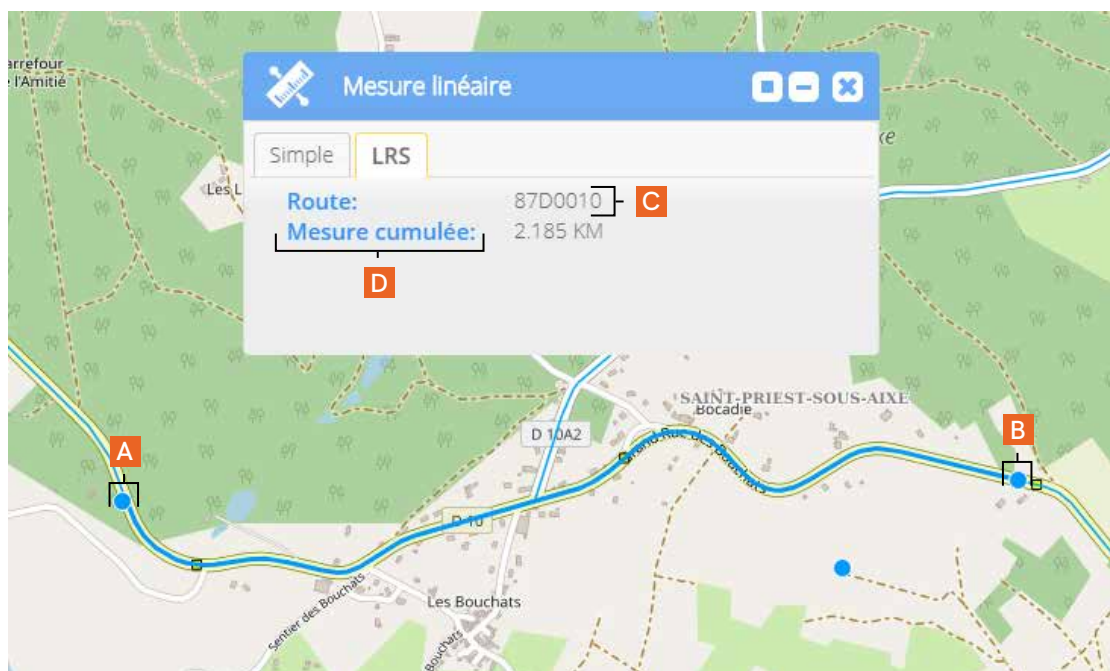 arrefour
l'Amitié
Mesure linéaire
Simple
LRS
Les L
Route:
87D0010
C
Mesure cumulée:
2.185 KM
D
SAINT-PRIEST-SOUS-AIXE
Bocadie
D 10A2
Grand Rue des Bouchats
A
B
D 10
Sentier des Bouchats
Les Bouchats
Bouchats